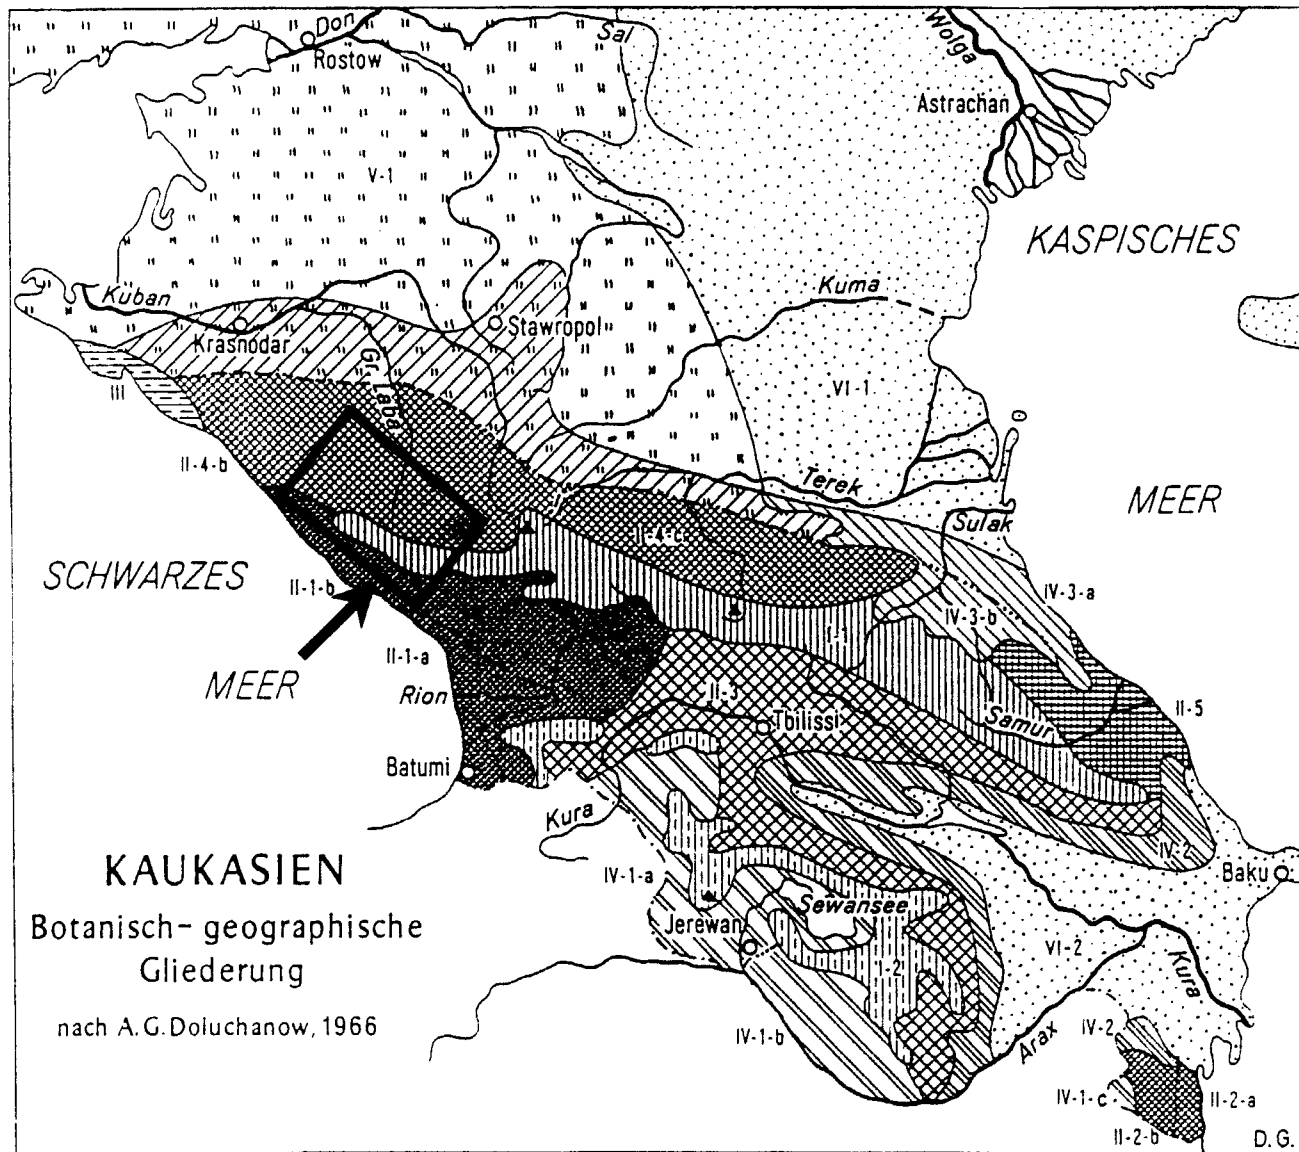 Don
Rostow
Sal
Wolga
Astrachan
V-1
KASPISCHES
Kuban
Kuma
Stawropol
Krasnodar
Gr. Laba
III
VI-1
II-4-b
Terek
MEER
Sulak
SCHWARZES
II-1-b
IV-3-a
IV-3-b
I-1
II-1-a
MEER
Rion
II-3
II-5
Tbilissi
Samur
Batumi
Kura
IV-2
KAUKASIEN
IV-1-a
Baku
Botanisch-geographische
Sewansee
Jerewan
Gliederung
VI-2
I-2
Kura
nach A.G.Doluchanow, 1966
IV-1-b
Arax
IV-2
IV-1-c
II-2-a
II-2-b
D.G.